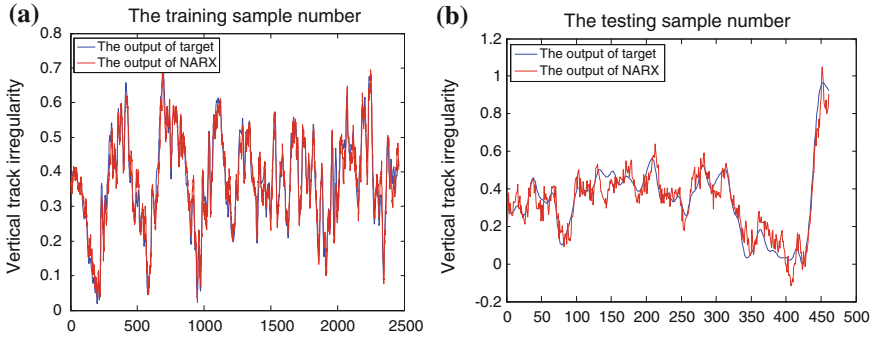 (a)
The training sample number
0.8
0.7
0.6
0.5
0.4
0.3
0.2
0.1
0
Vertical track irregularity
The output of target
The output of NARX
0 500 1000 1500 2000 2500
(b)
The testing sample number
1.2
1
0.8
0.6
0.4
0.2
0
-0.2
Vertical track irregularity
The output of target
The output of NARX
0 50 100 150 200 250 300 350 400 450 500